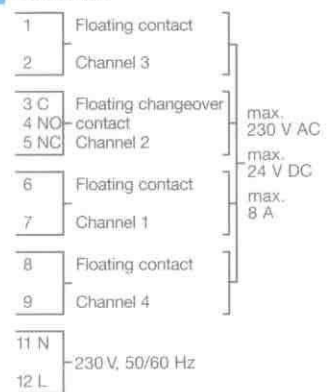 1 Floating contact
2 Channel 3
3 C Floating changeover
4 NO contact
5 NC Channel 2
max.
230 V AC
max.
24 V DC
max.
8 A
6 Floating contact
7 Channel 1
8 Floating contact
9 Channel 4
11 N
230 V, 50/60 Hz
12 L